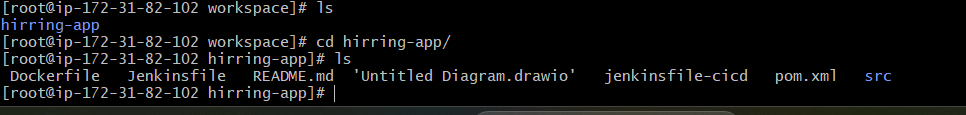 [root@ip-172-31-82-102 workspace]# ls
hirring-app
[root@ip-172-31-82-102 workspace]# cd hirring-app/
[root@ip-172-31-82-102 hirring-app]# ls
 Dockerfile   Jenkinsfile   README.md  'Untitled Diagram.drawio'   jenkinsfile-cicd   pom.xml   src
[root@ip-172-31-82-102 hirring-app]#